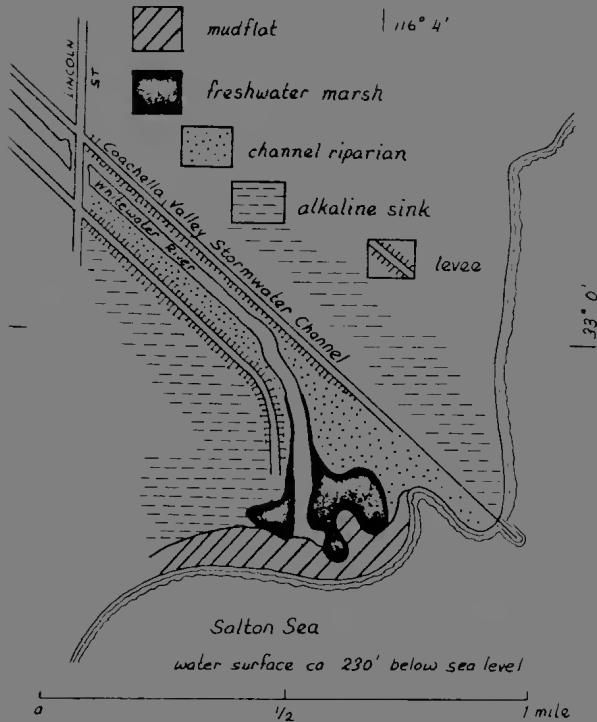 mudflat
116° 4'
LINCOLN
ST
freshwater marsh
channel riparian
alkaline sink
levee
Coachella Valley Stormwater Channel
Whitewater River
33° 0'
Salton Sea
water surface ca 230' below sea level
0
1/2
1 mile